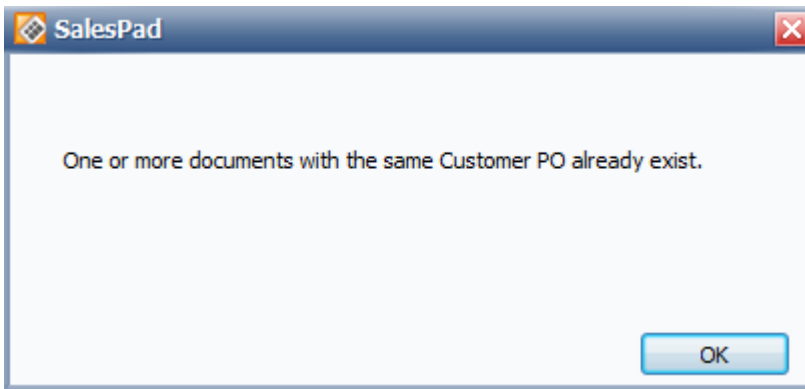 SalesPad
One or more documents with the same Customer PO already exist.
OK